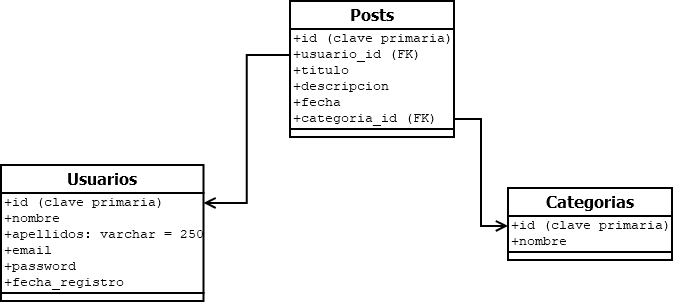 Posts
+id (clave primaria)
+usuario_id (FK)
+titulo
+descripcion
+fecha
+categoria_id (FK)
Usuarios
+id (clave primaria)
+nombre
+apellidos: varchar = 250
+email
+password
+fecha_registro
Categorias
+id (clave primaria)
+nombre